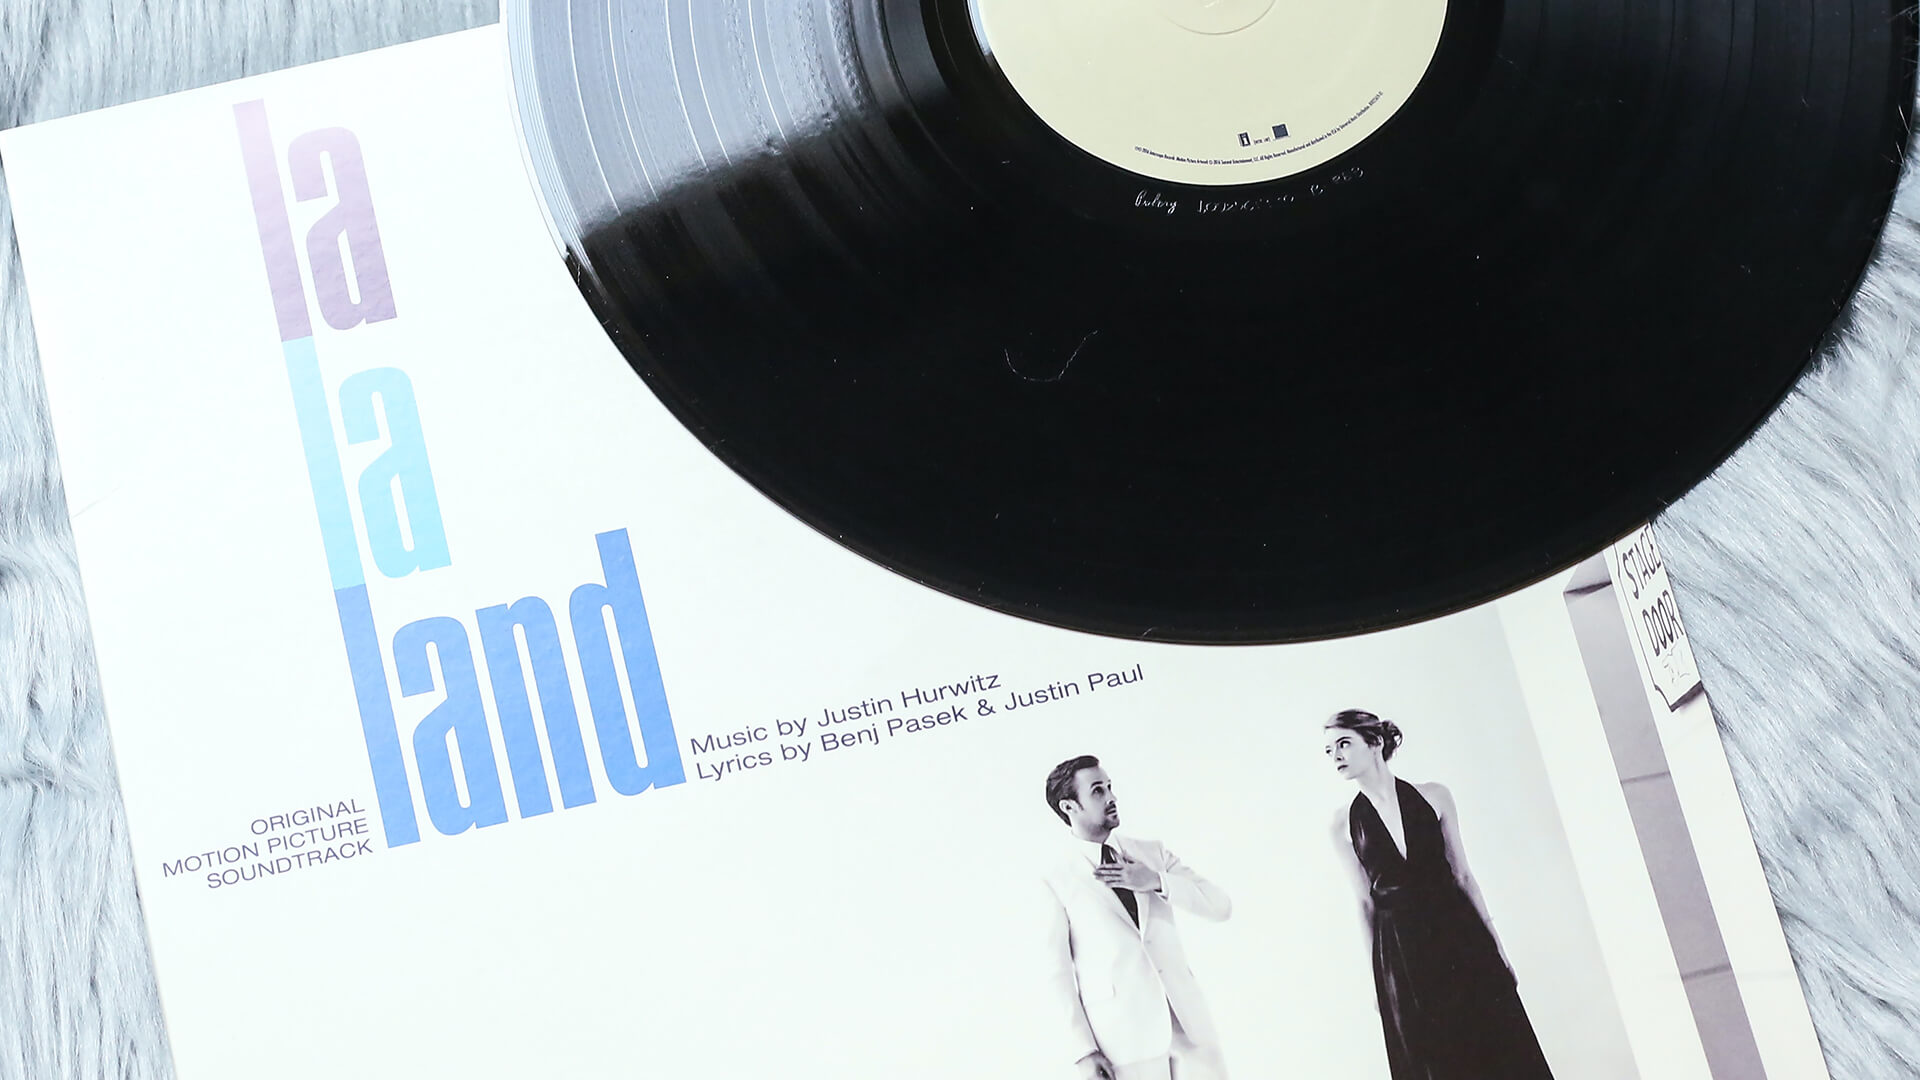 la
la
land
Music by Justin Hurwitz
Lyrics by Benj Pasek & Justin Paul
ORIGINAL
MOTION PICTURE
SOUNDTRACK
STAGE
DOOR